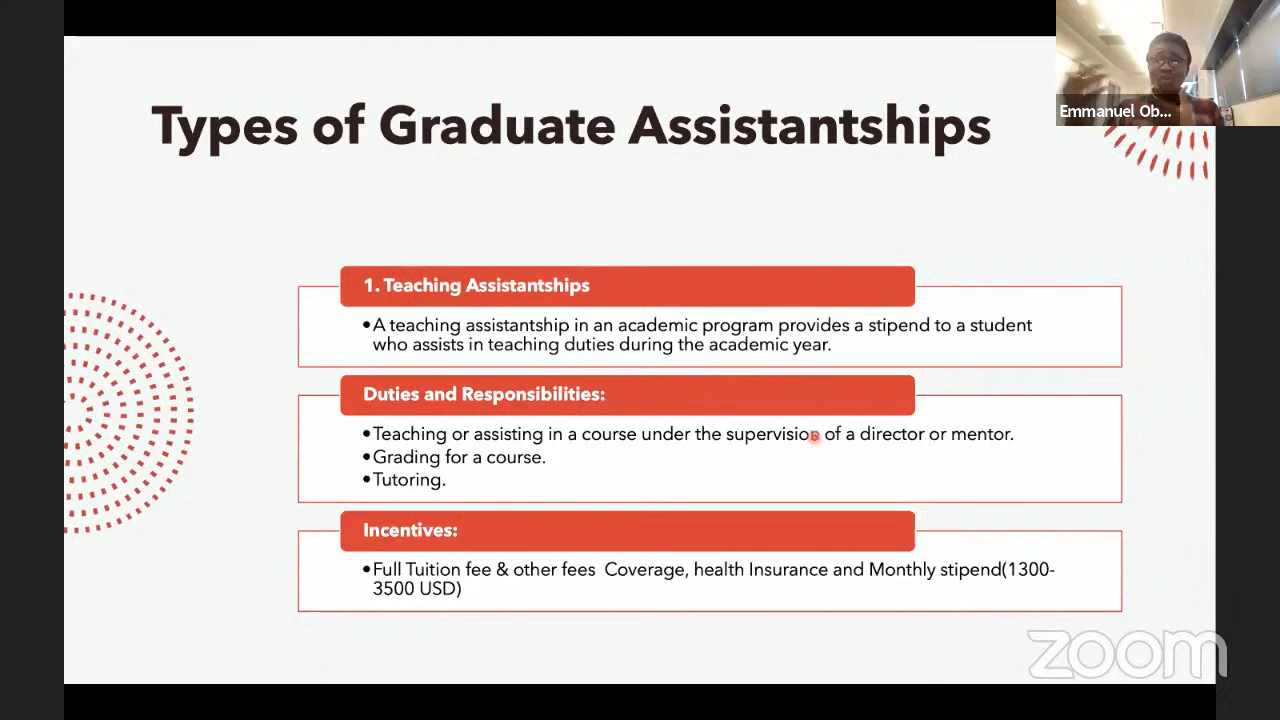 Types of Graduate Assistantships
Emmanuel Ob...
1. Teaching Assistantships
•A teaching assistantship in an academic program provides a stipend to a student
who assists in teaching duties during the academic year.
Duties and Responsibilities:
•Teaching or assisting in a course under the supervision of a director or mentor.
•Grading for a course.
•Tutoring.
Incentives:
•Full Tuition fee & other fees  Coverage, health Insurance and Monthly stipend(1300-
3500 USD)
zoom